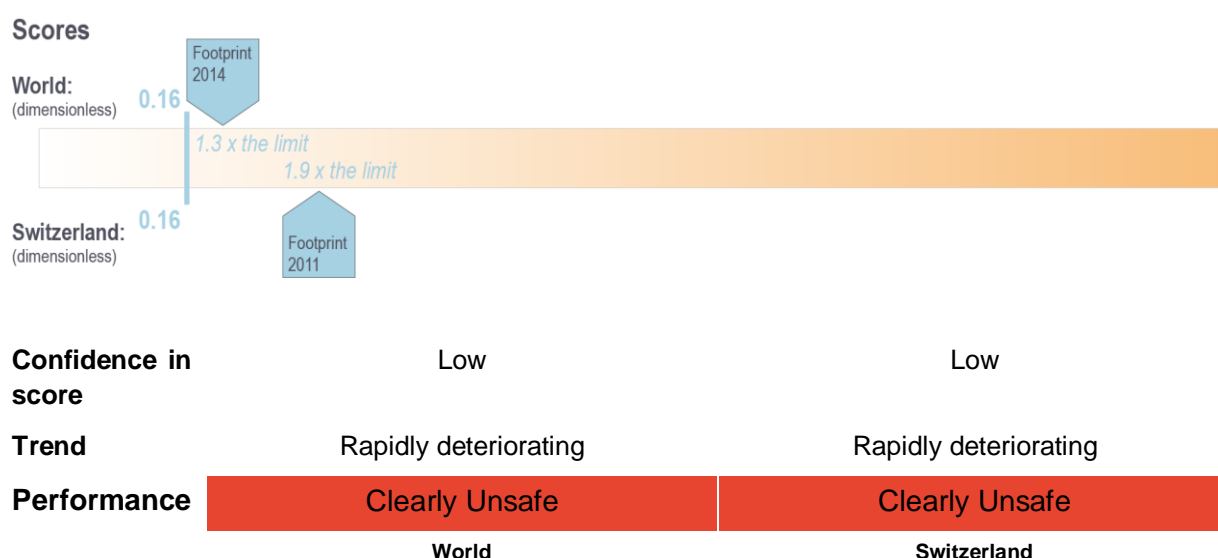 Scores
Footprint
2014
World:
(dimensionless)
0.16
1.3 x the limit
1.9 x the limit
0.16
Switzerland:
(dimensionless)
Footprint
2011
Confidence in score Low Low
Trend Rapidly deteriorating Rapidly deteriorating
Performance Clearly Unsafe Clearly Unsafe
World Switzerland